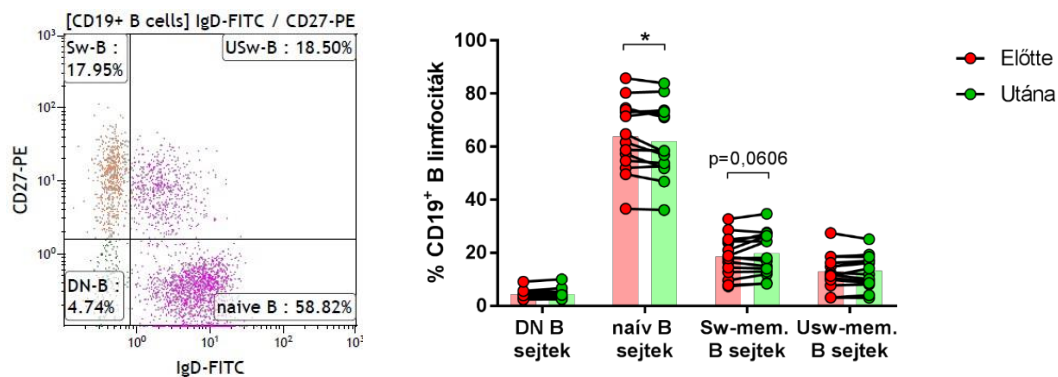 [CD19+ B cells] IgD-FITC / CD27-PE
10³
10²
10¹
10⁰
CD27-PE
Sw-B :
17.95%
USw-B : 18.50%
DN-B :
4.74%
naive B : 58.82%
10⁰
10¹
10²
10³
IgD-FITC
% CD19⁺ B limfociták
100
80
60
40
20
0
*
p=0,0606
DN B
sejtek
naív B
sejtek
Sw-mem.
B sejtek
Usw-mem.
B sejtek
Előtte
Utána